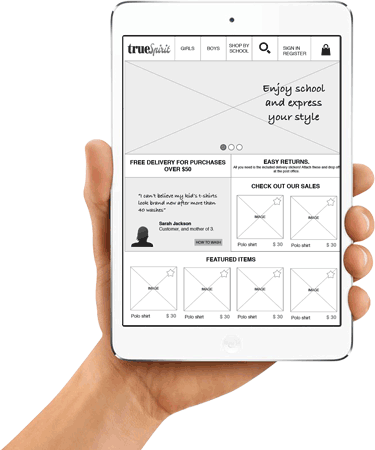 trueSpirit
GIRLS
BOYS
SHOP BY
SCHOOL
SIGN IN
REGISTER
Enjoy school
and express
your style
FREE DELIVERY FOR PURCHASES
OVER $50
EASY RETURNS.
All you need is the included delivery stickers! Attach these and drop off
at the post office.
"I can't believe my kid's t-shirts
look brand new after more than
40 washes"
Sarah Jackson
Customer, and mother of 3
HOW TO WASH
CHECK OUT OUR SALES
IMAGE
IMAGE
Polo shirt $ 30
Polo shirt $ 30
FEATURED ITEMS
IMAGE
IMAGE
IMAGE
IMAGE
Polo shirt $ 30
Polo shirt $ 30
Polo shirt $ 30
Polo shirt $ 30